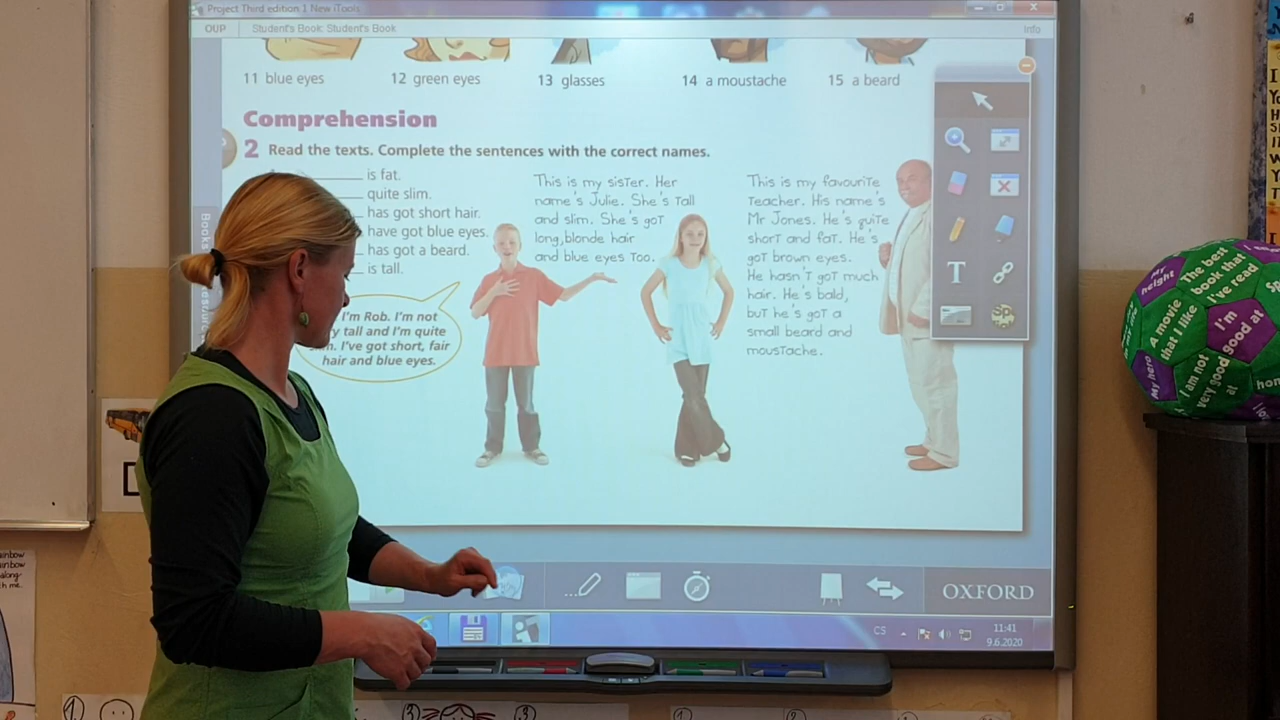 Project Third edition 1 New iTools
OUP Student's Book: Student's Book Info
11 blue eyes
12 green eyes
13 glasses
14 a moustache
15 a beard
Comprehension
2 Read the texts. Complete the sentences with the correct names.
is fat.
quite slim.
has got short hair.
have got blue eyes.
has got a beard.
is tall.
I'm Rob. I'm not
tall and I'm quite
I've got short, fair
hair and blue eyes.
This is my sister. Her
name's Julie. She's tall
and slim. She's got
long, blonde hair
and blue eyes too.
This is my favourite
teacher. His name's
Mr Jones. He's quite
short and fat. He's
got brown eyes.
He hasn't got much
hair. He's bald,
but he's got a
small beard and
moustache.
T
OXFORD
CS
11:41
9.6.2020
My
height
The best
book that
I've read
A movie
that I like
I'm
good at
My hero
I am not
very good
at
1
3
3